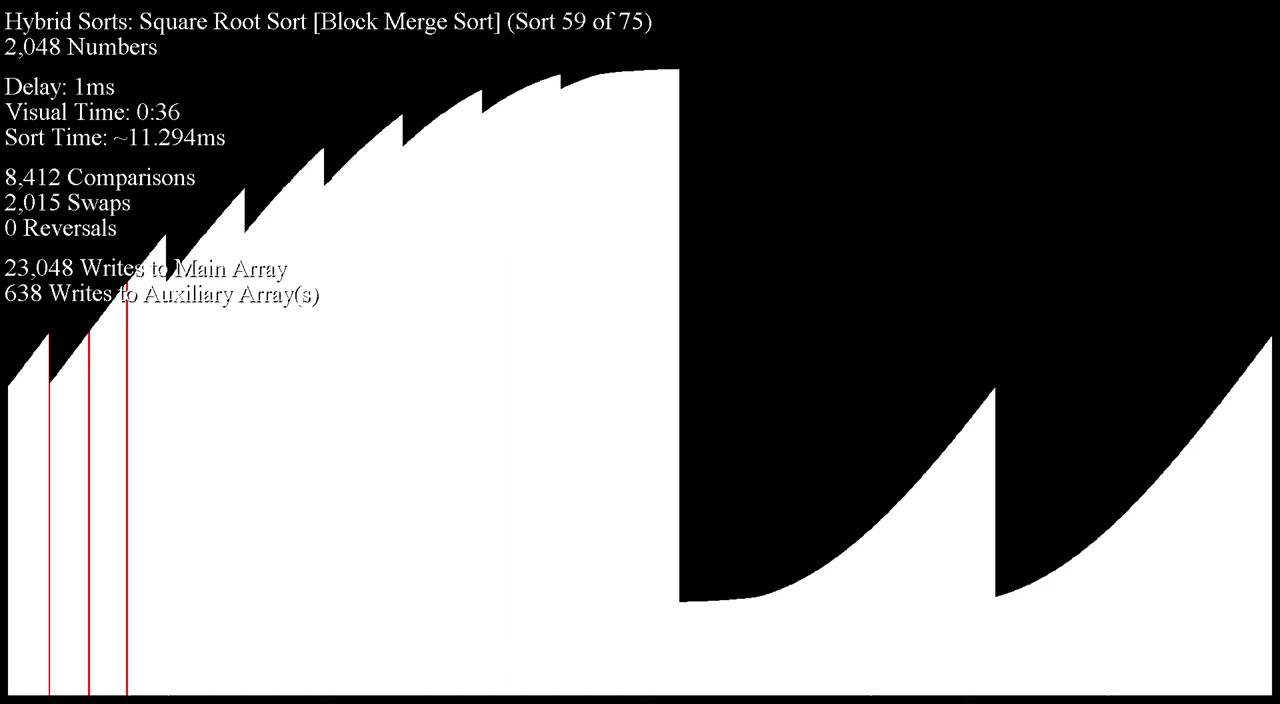 Hybrid Sorts: Square Root Sort [Block Merge Sort] (Sort 59 of 75)
2,048 Numbers
Delay: 1ms
Visual Time: 0:36
Sort Time: ~11.294ms
8,412 Comparisons
2,015 Swaps
0 Reversals
23,048 Writes to Main Array
638 Writes to Auxiliary Array(s)